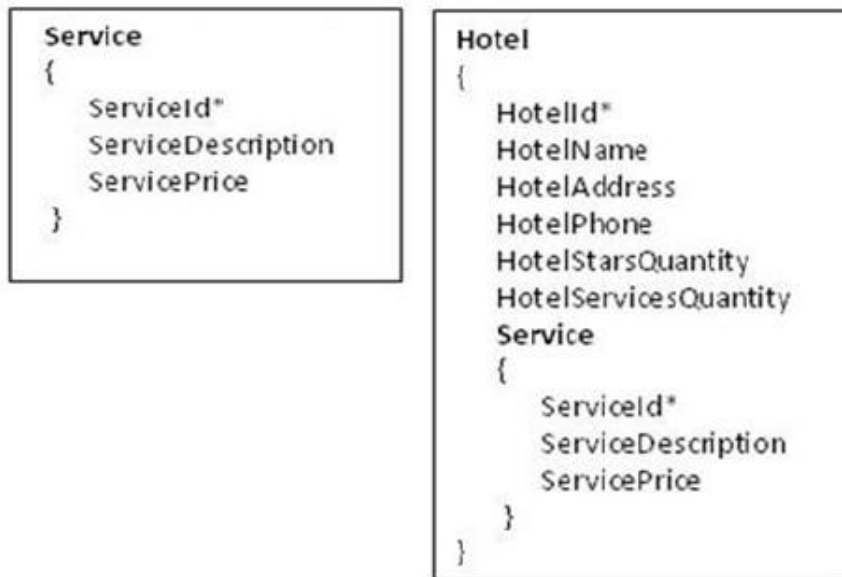 Service
{
ServiceId*
ServiceDescription
ServicePrice
}
Hotel
{
HotelId*
HotelName
HotelAddress
HotelPhone
HotelStarsQuantity
HotelServicesQuantity
Service
{
ServiceId*
ServiceDescription
ServicePrice
}
}